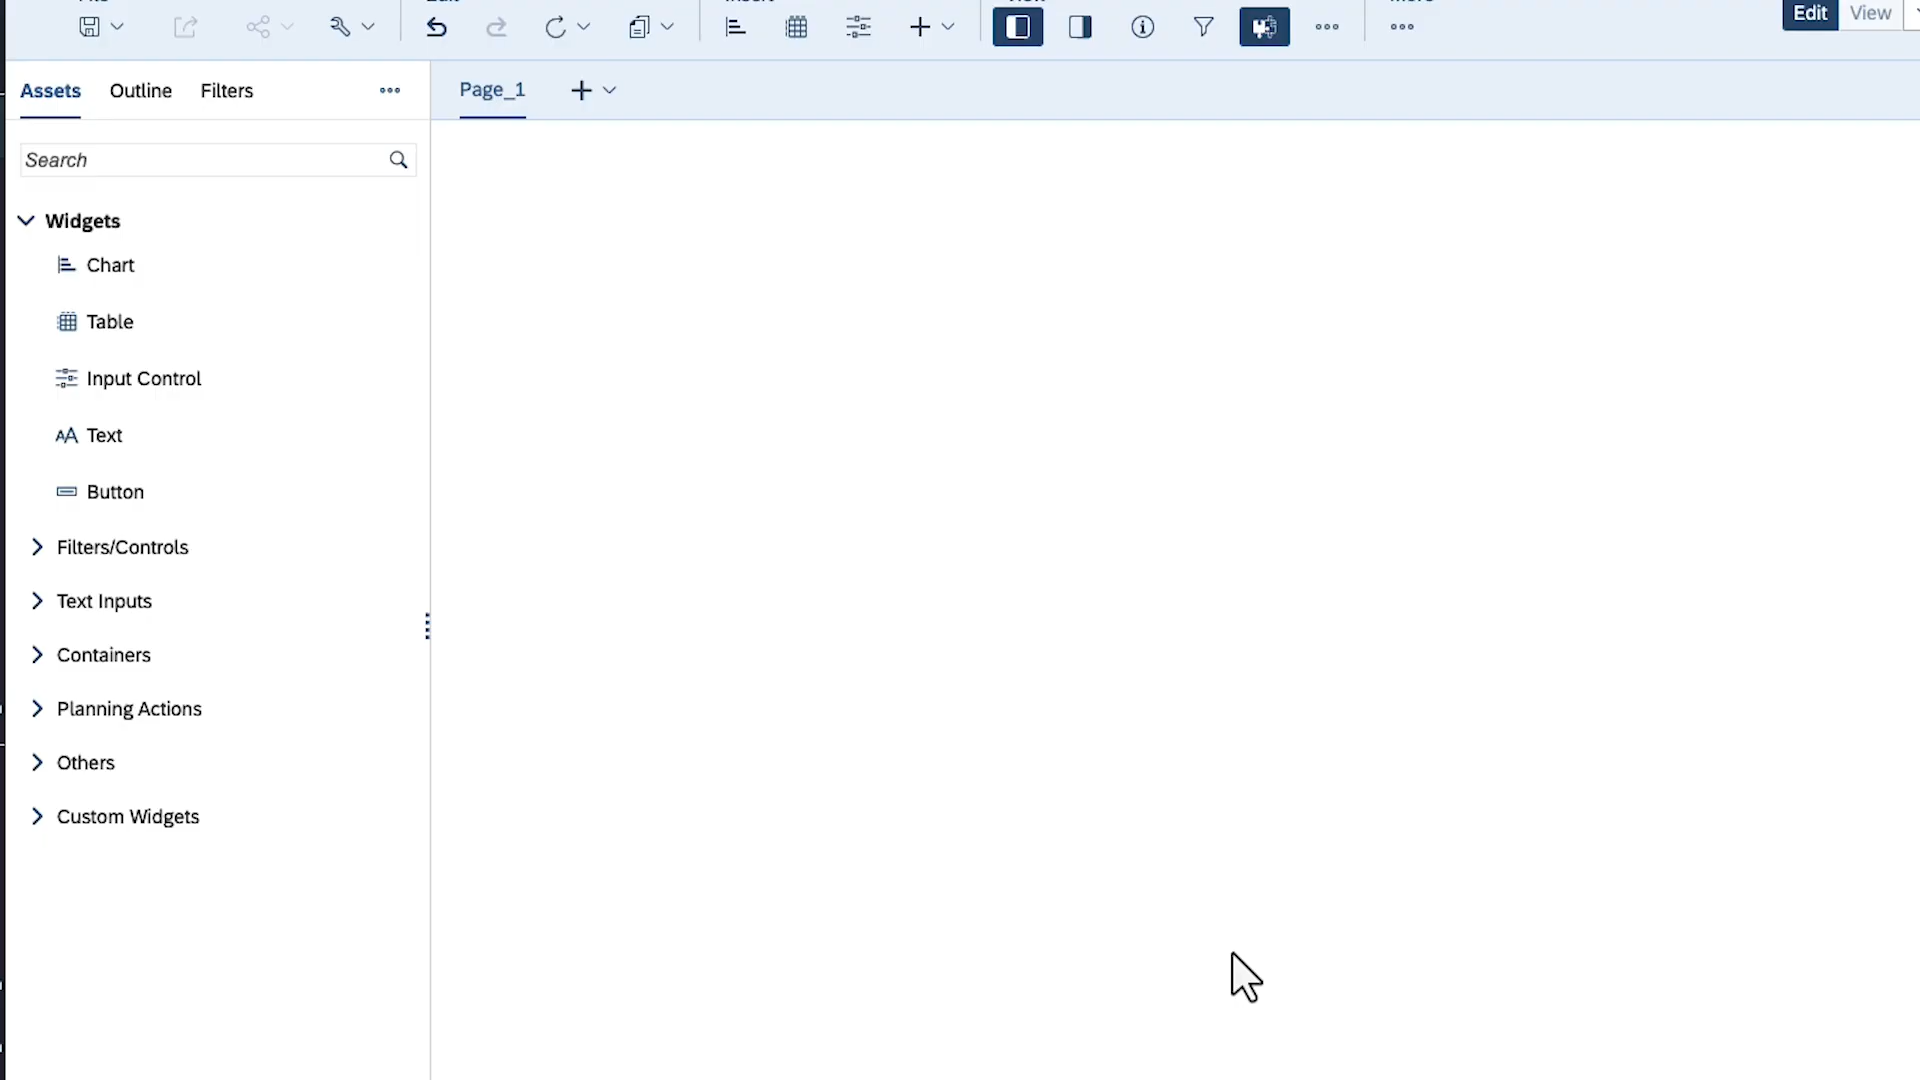 Edit View
Assets Outline Filters
Page_1
Search
Widgets
Chart
Table
Input Control
Text
Button
Filters/Controls
Text Inputs
Containers
Planning Actions
Others
Custom Widgets